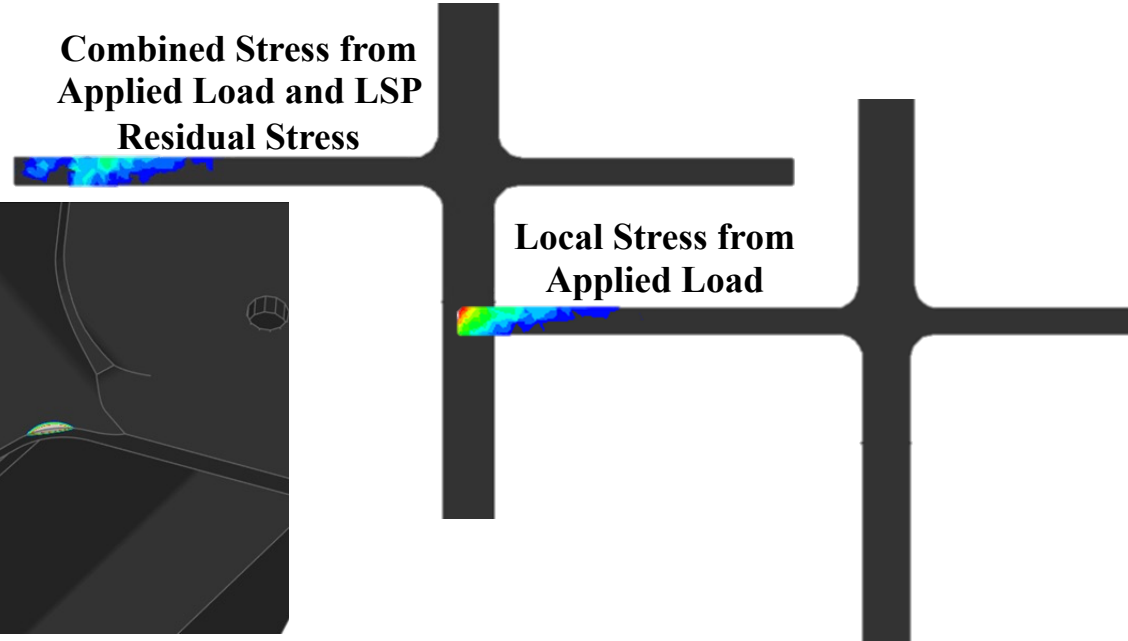 Combined Stress from
Applied Load and LSP
Residual Stress
Local Stress from
Applied Load